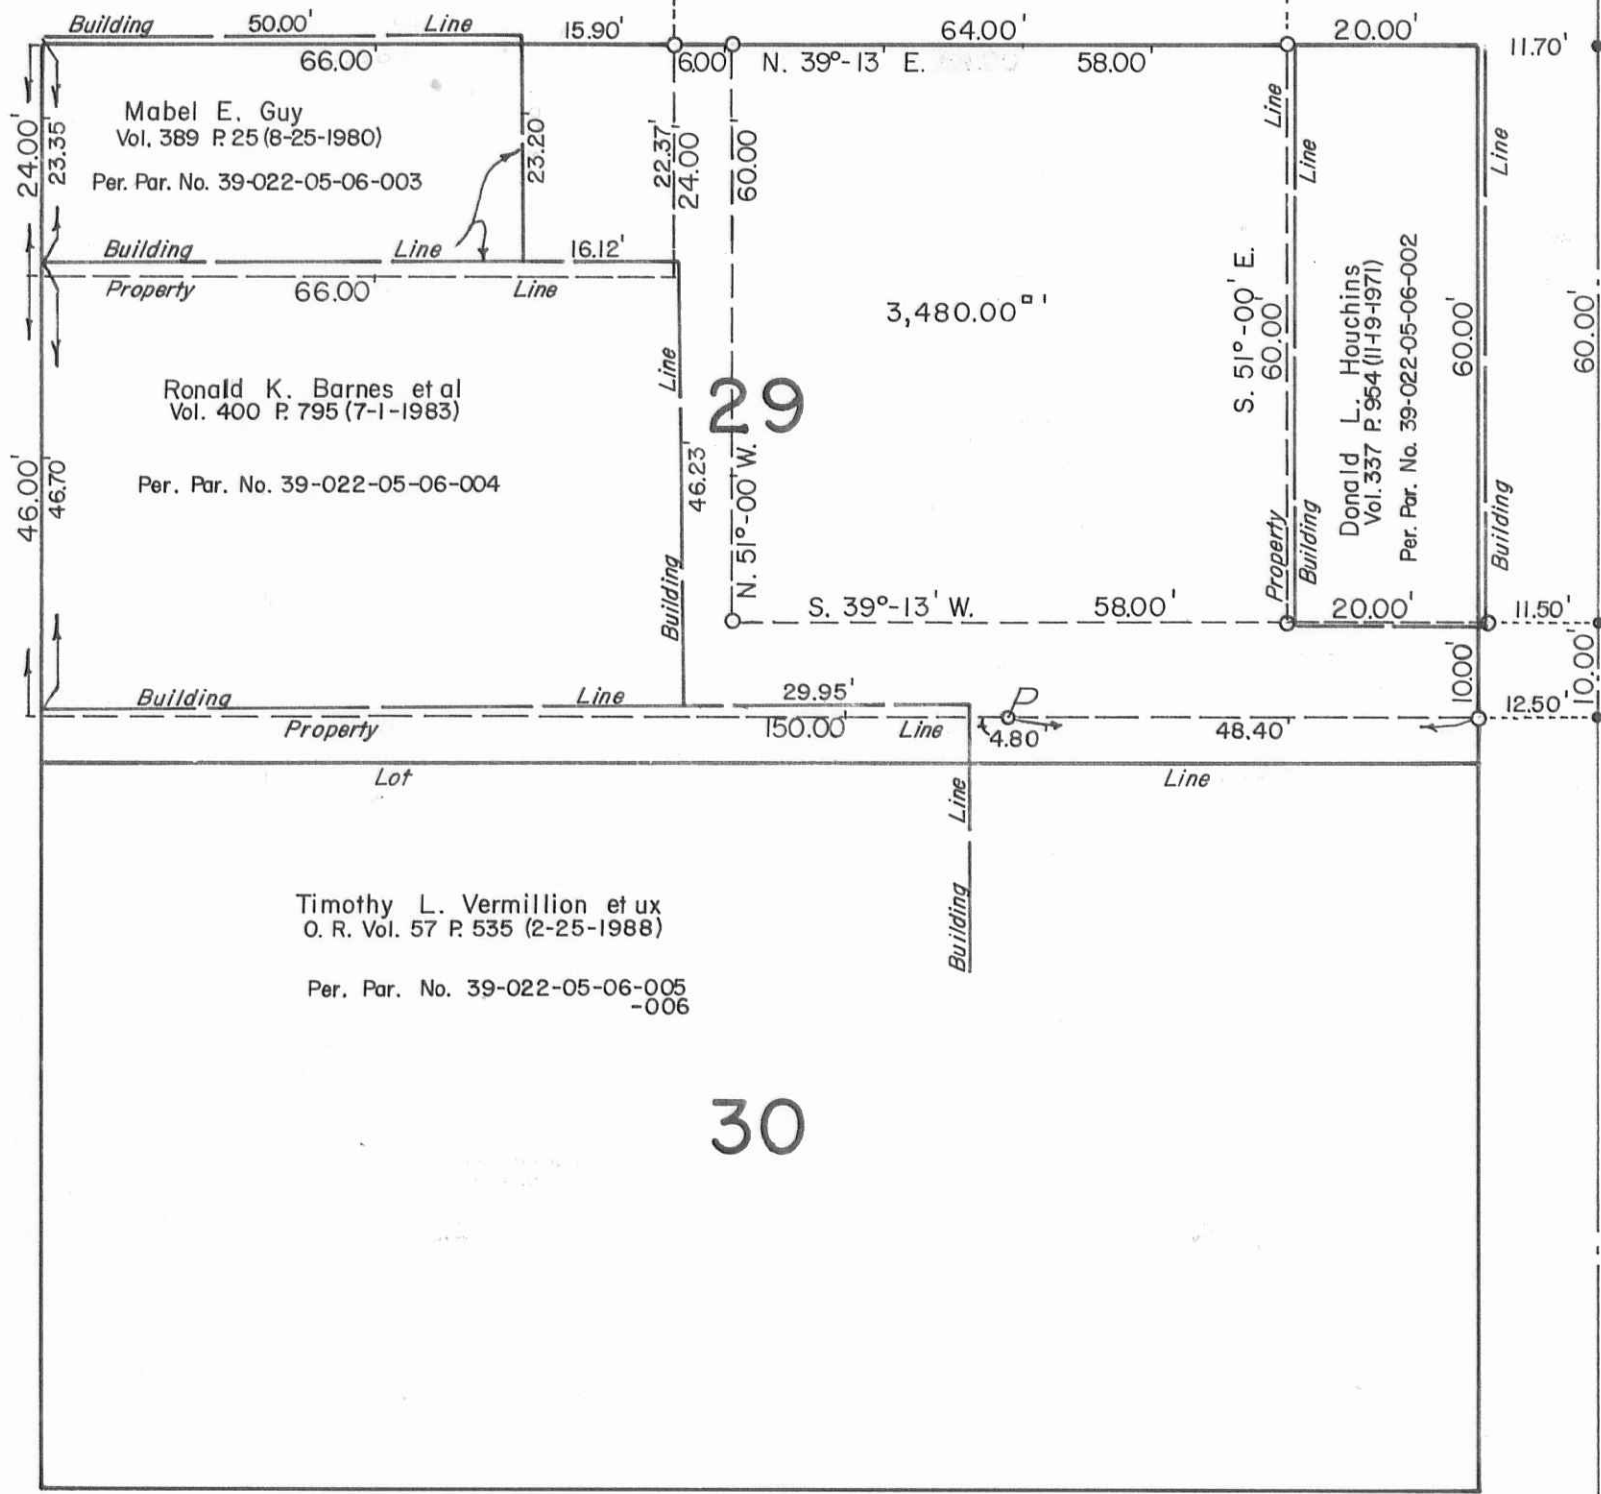 Building 50.00' Line 15.90' 64.00' 20.00' 11.70'
66.00' 6.00' N. 39°-13' E. 58.00'
Mabel E. Guy
Vol. 389 P. 25 (8-25-1980)
Per. Par. No. 39-022-05-06-003
24.00'
23.35'
23.20'
22.37'
24.00'
60.00'
Building Line 16.12'
Property 66.00' Line
3,480.00□'
Ronald K. Barnes et al
Vol. 400 P. 795 (7-1-1983)
Per. Par. No. 39-022-05-06-004
46.00'
46.70
Building Line
46.23'
29
N. 51°-00' W.
S. 51°-00' E.
60.00'
Property Line
Building Line
Donald L. Houchins
Vol. 337 P. 954 (11-19-1971)
Per. Par. No. 39-022-05-06-002
60.00'
Building Line
60.00'
S. 39°-13' W. 58.00' 20.00' 11.50'
10.00'
10.00'
Building Line 29.95' P 12.50'
Property 150.00' Line 4.80' 48.40'
Lot Line
Building Line
Timothy L. Vermillion et ux
O. R. Vol. 57 P. 535 (2-25-1988)
Per. Par. No. 39-022-05-06-005
-006
30